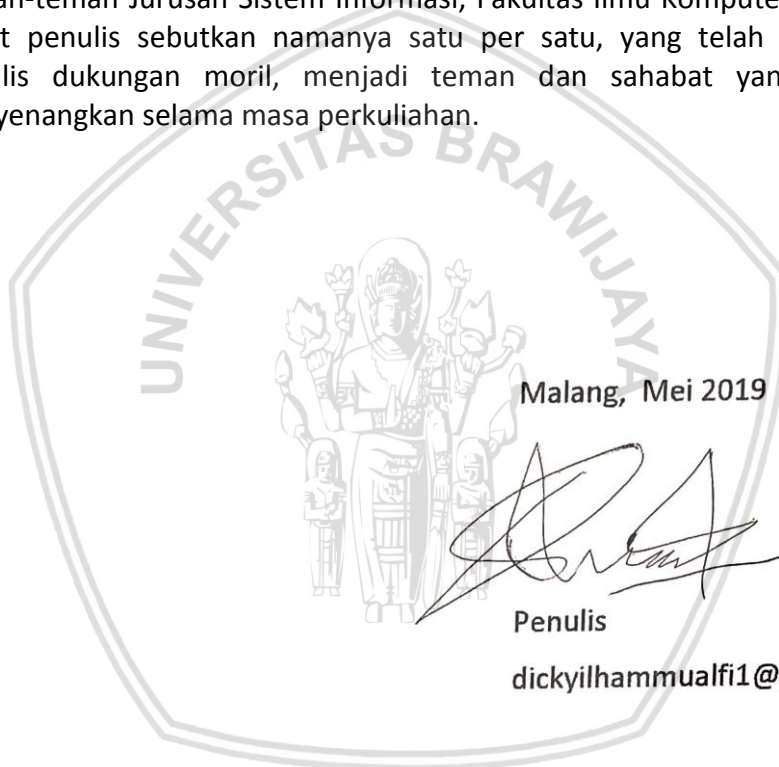 an-teman Jurusan Sistem Informasi, Fakultas Ilmu Kompute
t penulis sebutkan namanya satu per satu, yang telah
lis dukungan moril, menjadi teman dan sahabat yan
yenangkan selama masa perkuliahan.
UNIVERSITAS BRAWIJAYA
Malang, Mei 2019
Penulis
dickyilhammualfi1@